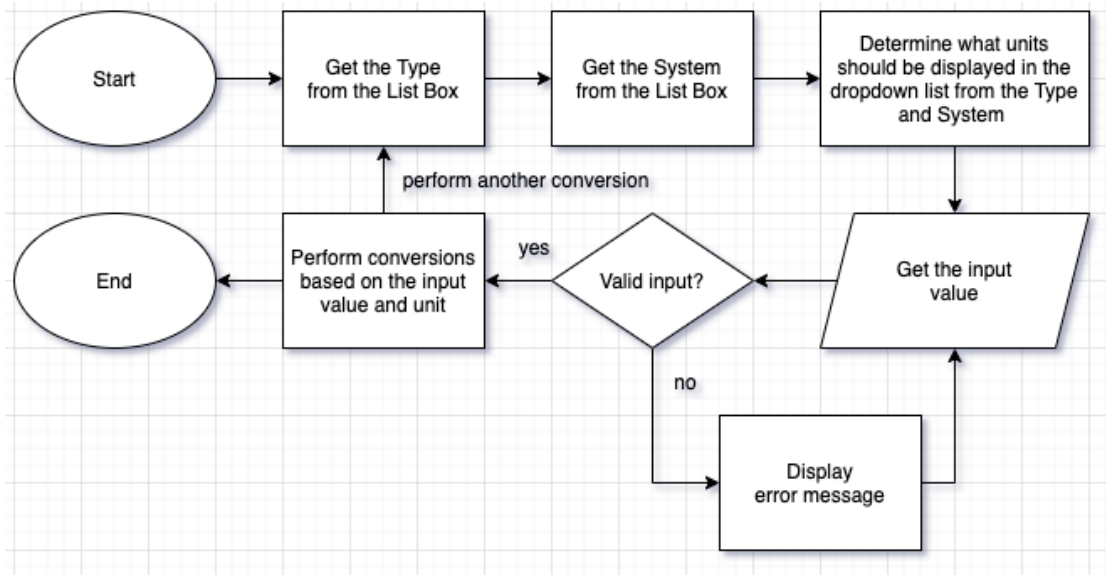 Start
Get the Type
from the List Box
Get the System
from the List Box
Determine what units
should be displayed in the
dropdown list from the Type
and System
perform another conversion
End
Perform conversions
based on the input
value and unit
yes
Valid input?
Get the input
value
no
Display
error message